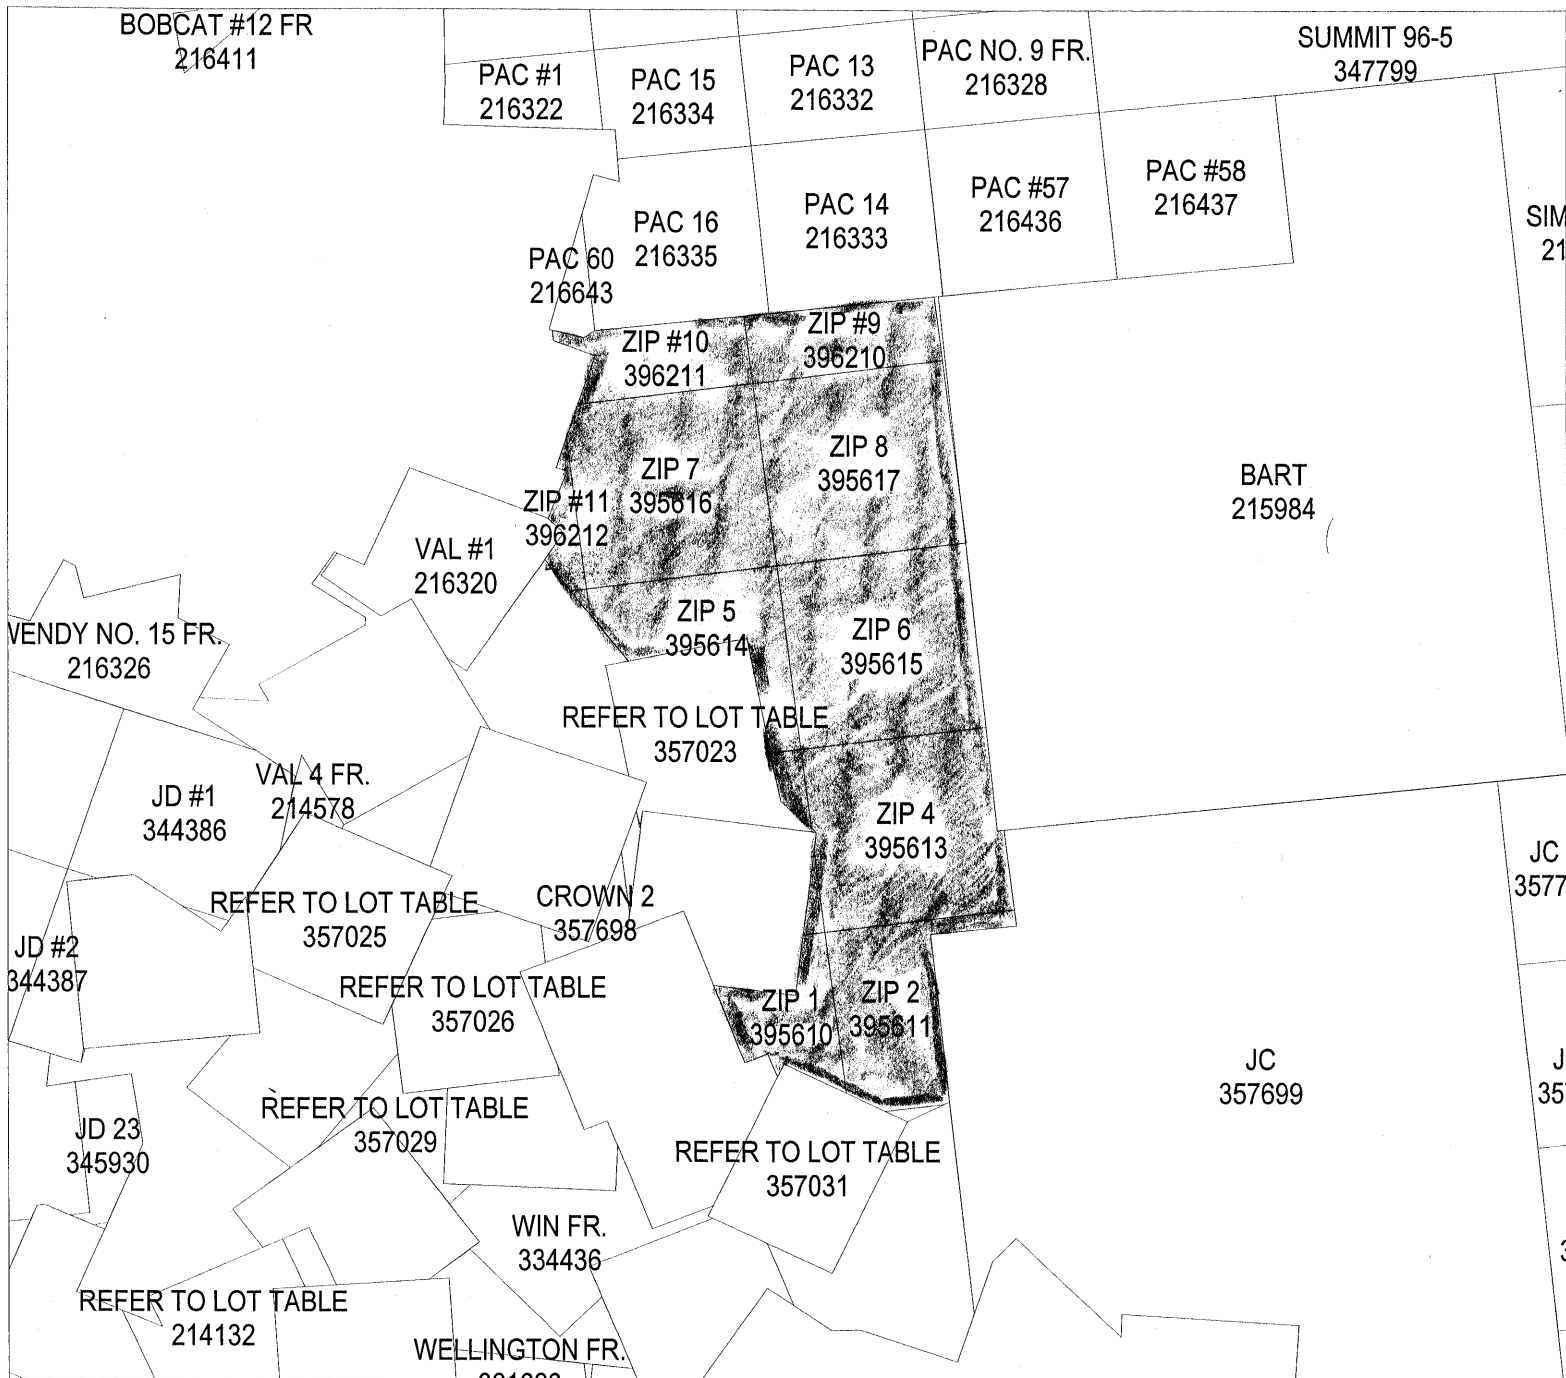 BOBCAT #12 FR
216411
PAC #1
216322
PAC 15
216334
PAC 13
216332
PAC NO. 9 FR.
216328
SUMMIT 96-5
347799
PAC 60
216643
PAC 16
216335
PAC 14
216333
PAC #57
216436
PAC #58
216437
SIM
21
ZIP #10
396211
ZIP #9
396210
ZIP #11
396212
ZIP 7
395616
ZIP 8
395617
BART
215984
VAL #1
216320
WENDY NO. 15 FR.
216326
ZIP 5
395614
ZIP 6
395615
REFER TO LOT TABLE
357023
JD #1
344386
VAL 4 FR.
214578
ZIP 4
395613
JC
3577
REFER TO LOT TABLE
357025
CROWN 2
357698
JD #2
344387
REFER TO LOT TABLE
357026
ZIP 1
395610
ZIP 2
395611
JC
357699
J
35
JD 23
345930
REFER TO LOT TABLE
357029
REFER TO LOT TABLE
357031
WIN FR.
334436
REFER TO LOT TABLE
214132
WELLINGTON FR.